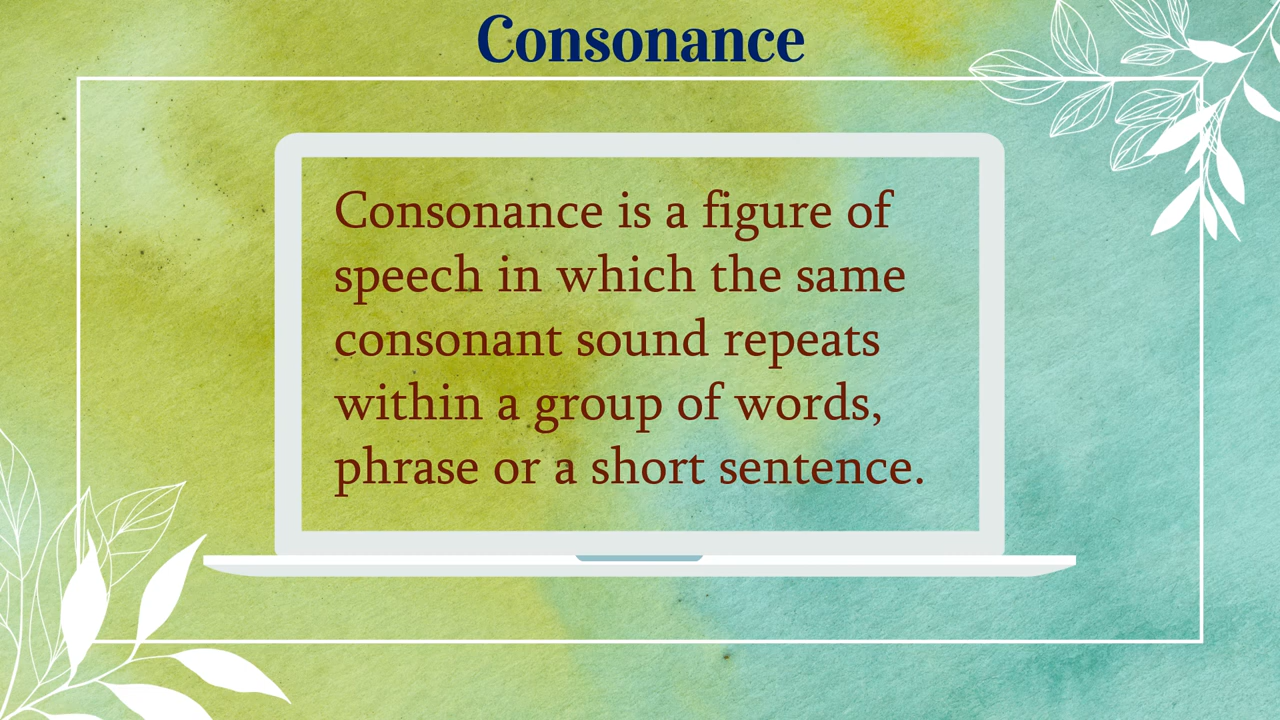 Consonance
Consonance is a figure of
speech in which the same
consonant sound repeats
within a group of words,
phrase or a short sentence.